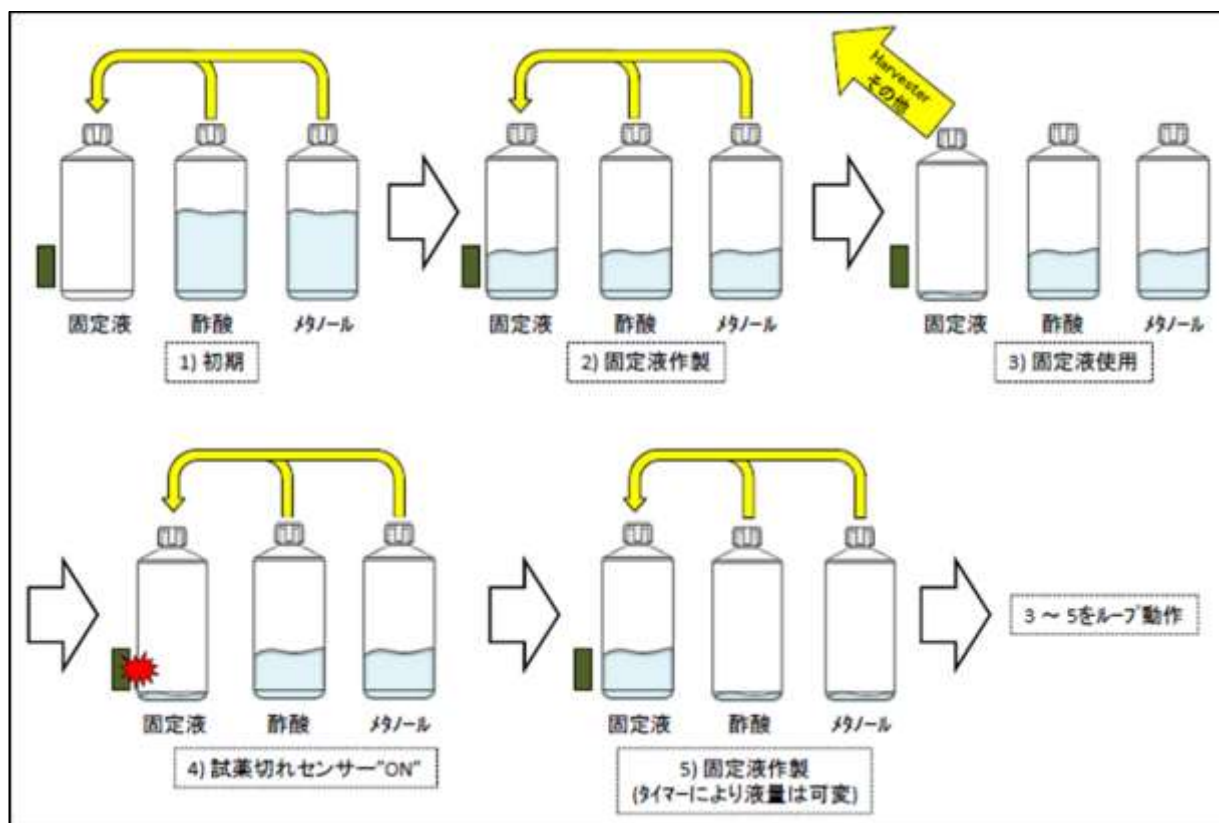 Harvester
その他
固定液 酢酸 ﾒﾀﾉｰﾙ
1) 初期
固定液 酢酸 ﾒﾀﾉｰﾙ
2) 固定液作製
固定液 酢酸 ﾒﾀﾉｰﾙ
3) 固定液使用
固定液 酢酸 ﾒﾀﾉｰﾙ
4) 試薬切れセンサー"ON"
固定液 酢酸 ﾒﾀﾉｰﾙ
5) 固定液作製
(ﾀｲﾏｰにより液量は可変)
3 ～ 5をﾙｰﾌﾟ動作